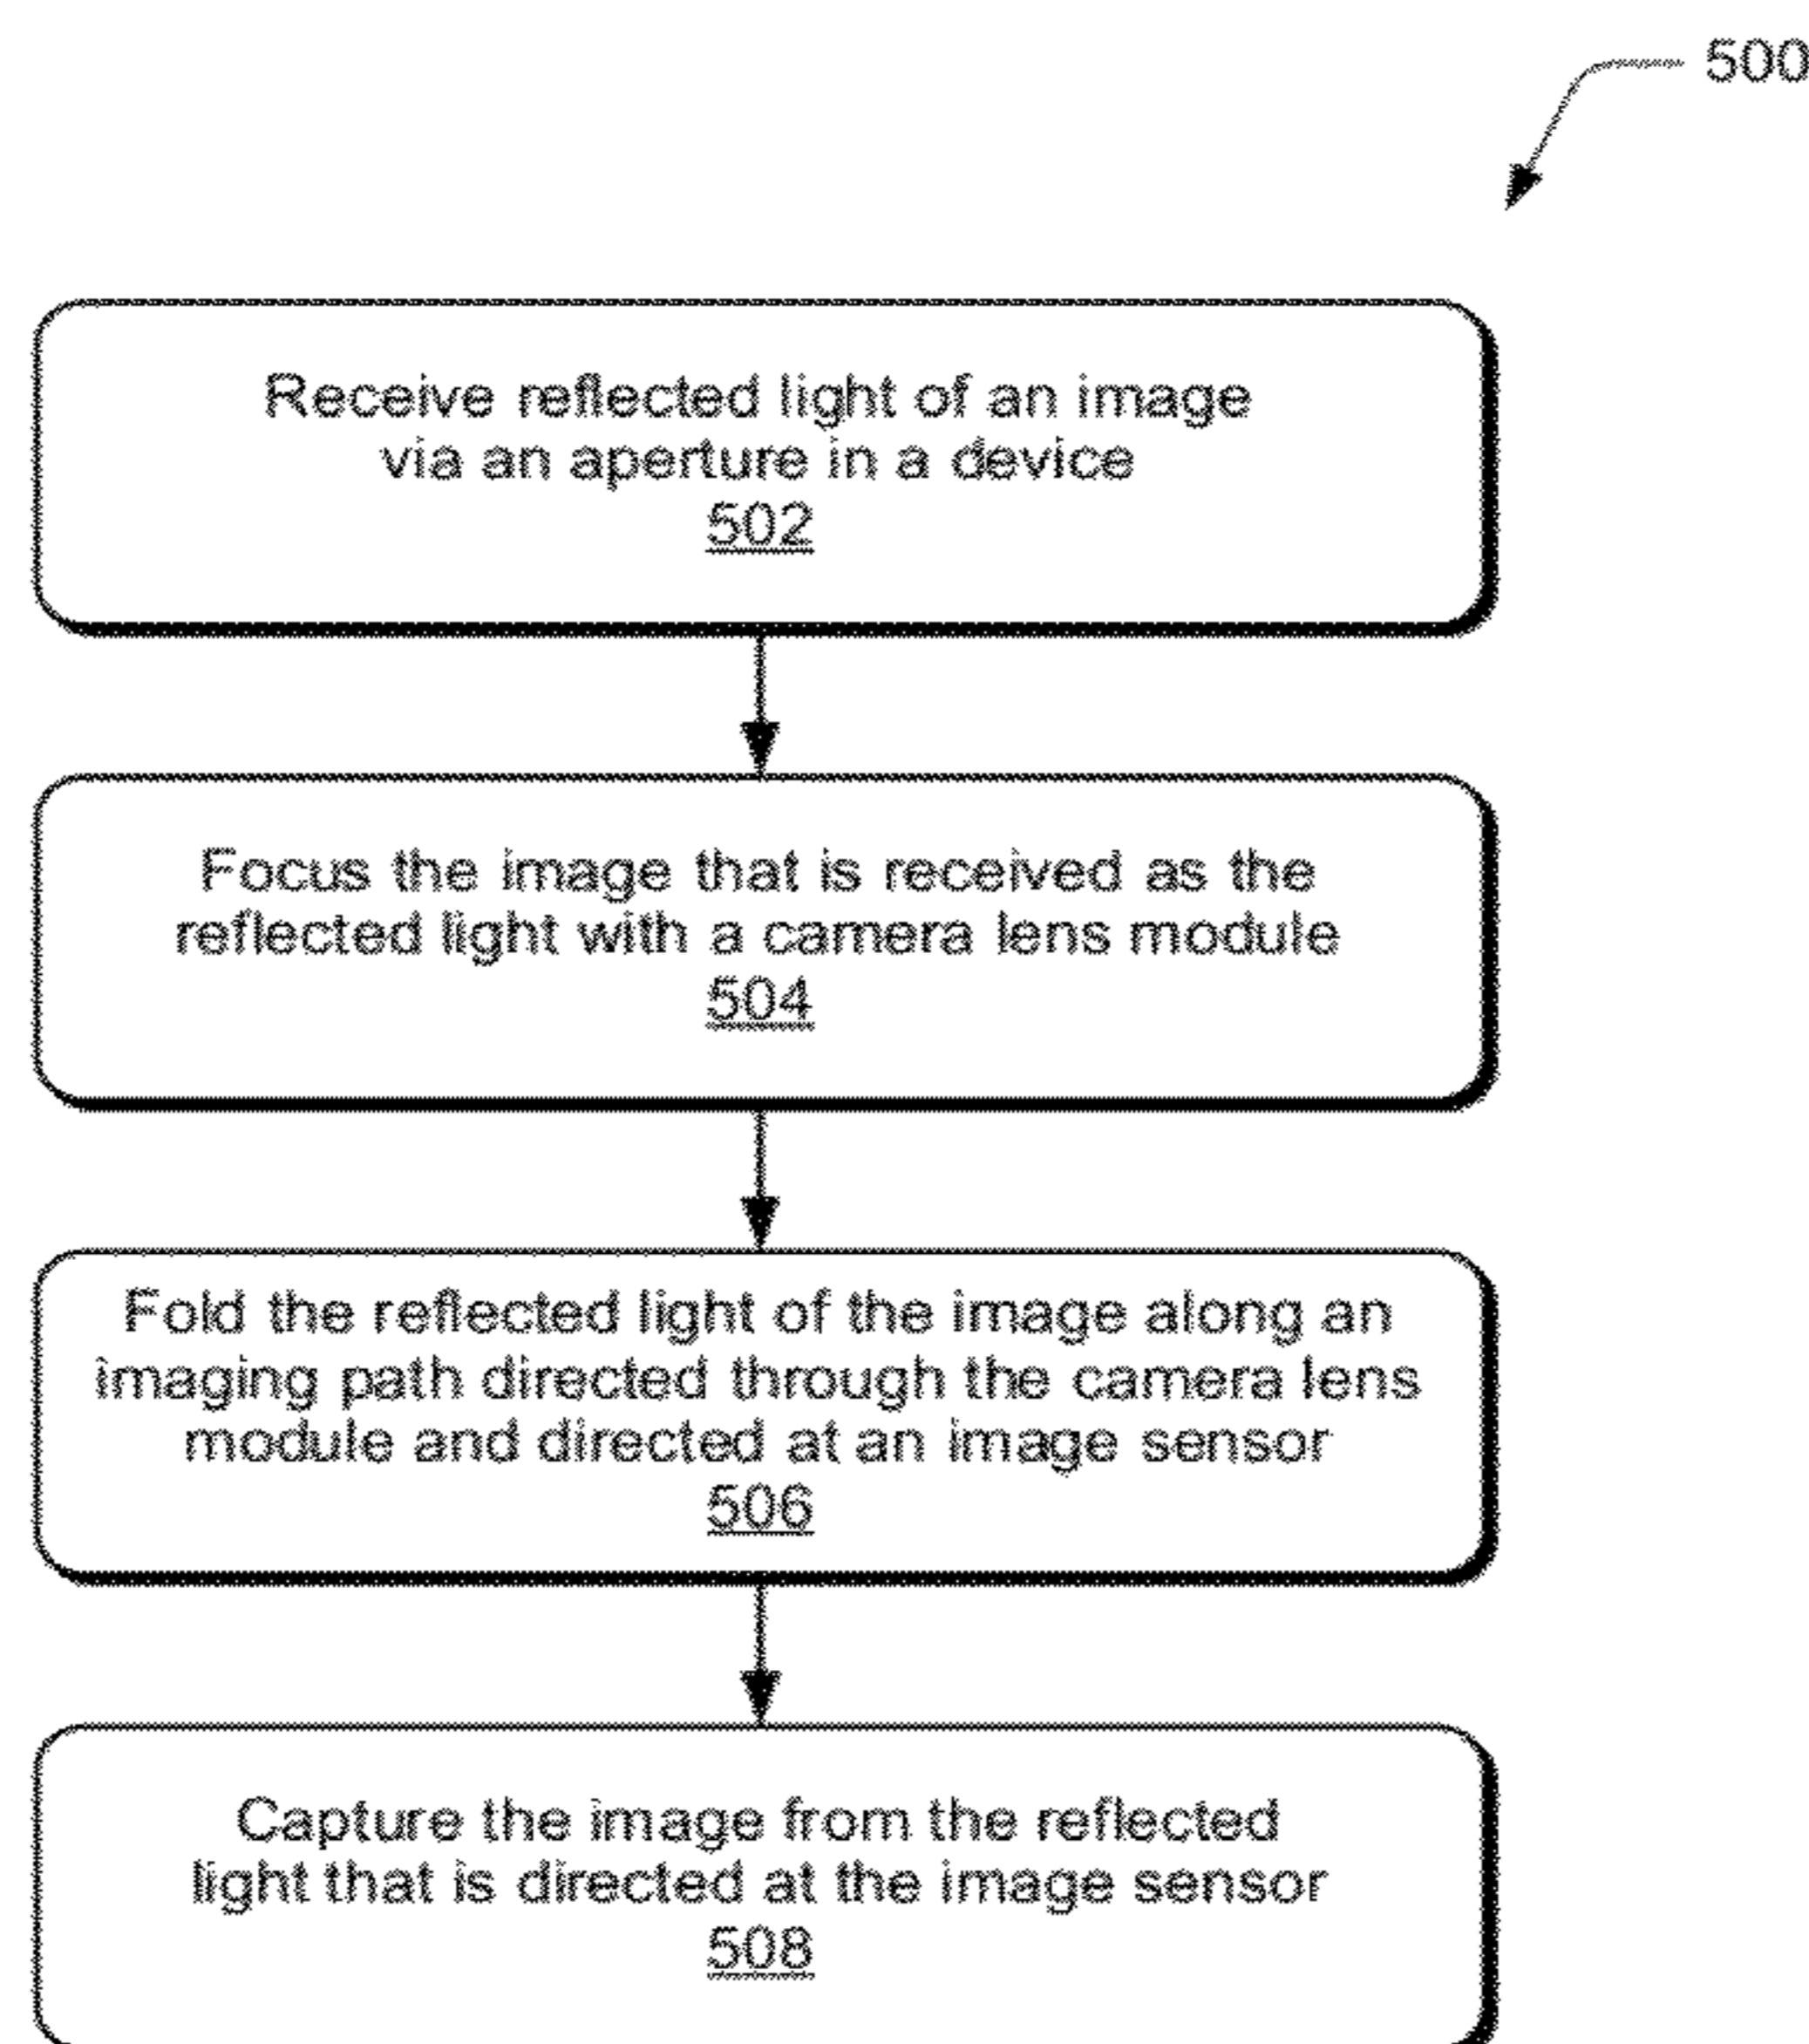 500
Receive reflected light of an image
via an aperture in a device
502
Focus the image that is received as the
reflected light with a camera lens module
504
Fold the reflected light of the image along an
imaging path directed through the camera lens
module and directed at an image sensor
506
Capture the image from the reflected
light that is directed at the image sensor
508